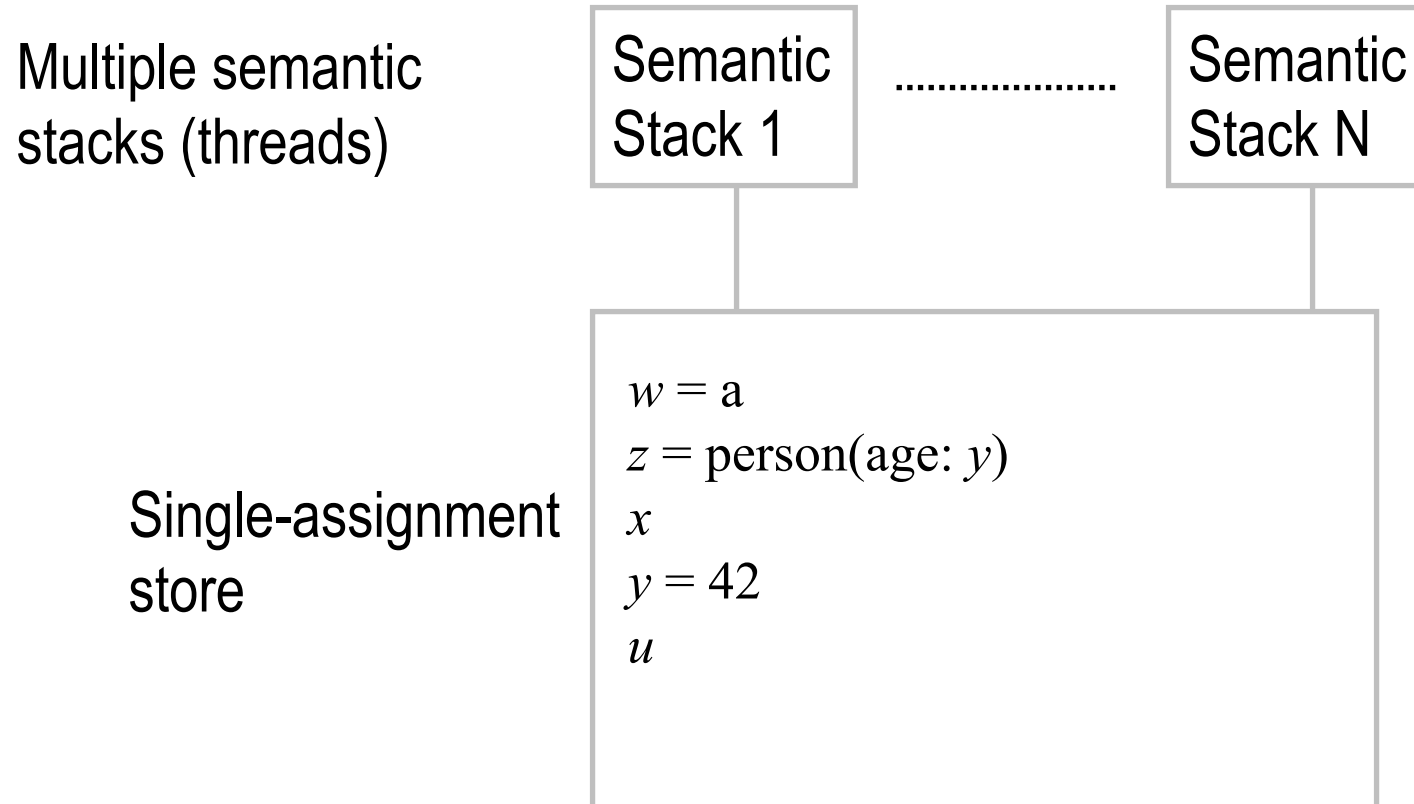 Multiple semantic
stacks (threads)
Semantic
Stack 1
.....................
Semantic
Stack N
Single-assignment
store
w = a
z = person(age: y)
x
y = 42
u